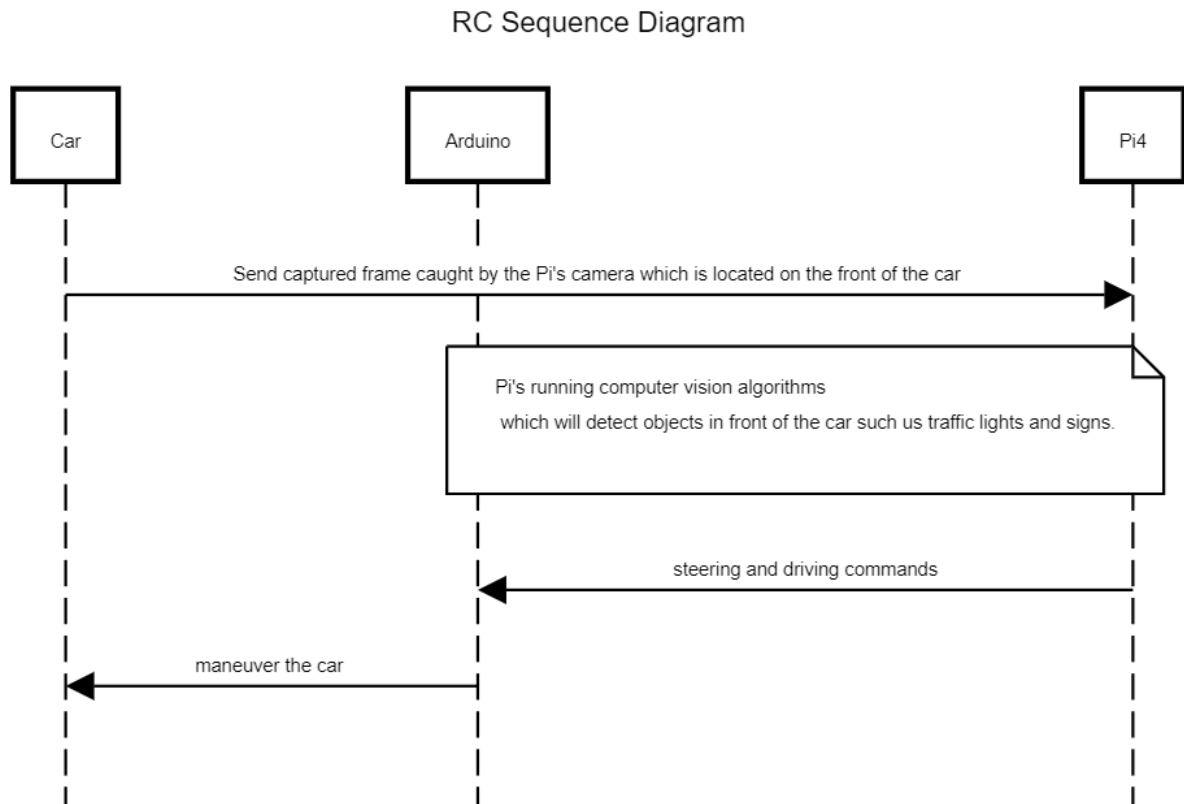 RC Sequence Diagram
Car
Arduino
Pi4
Send captured frame caught by the Pi's camera which is located on the front of the car
Pi's running computer vision algorithms
which will detect objects in front of the car such us traffic lights and signs.
steering and driving commands
maneuver the car